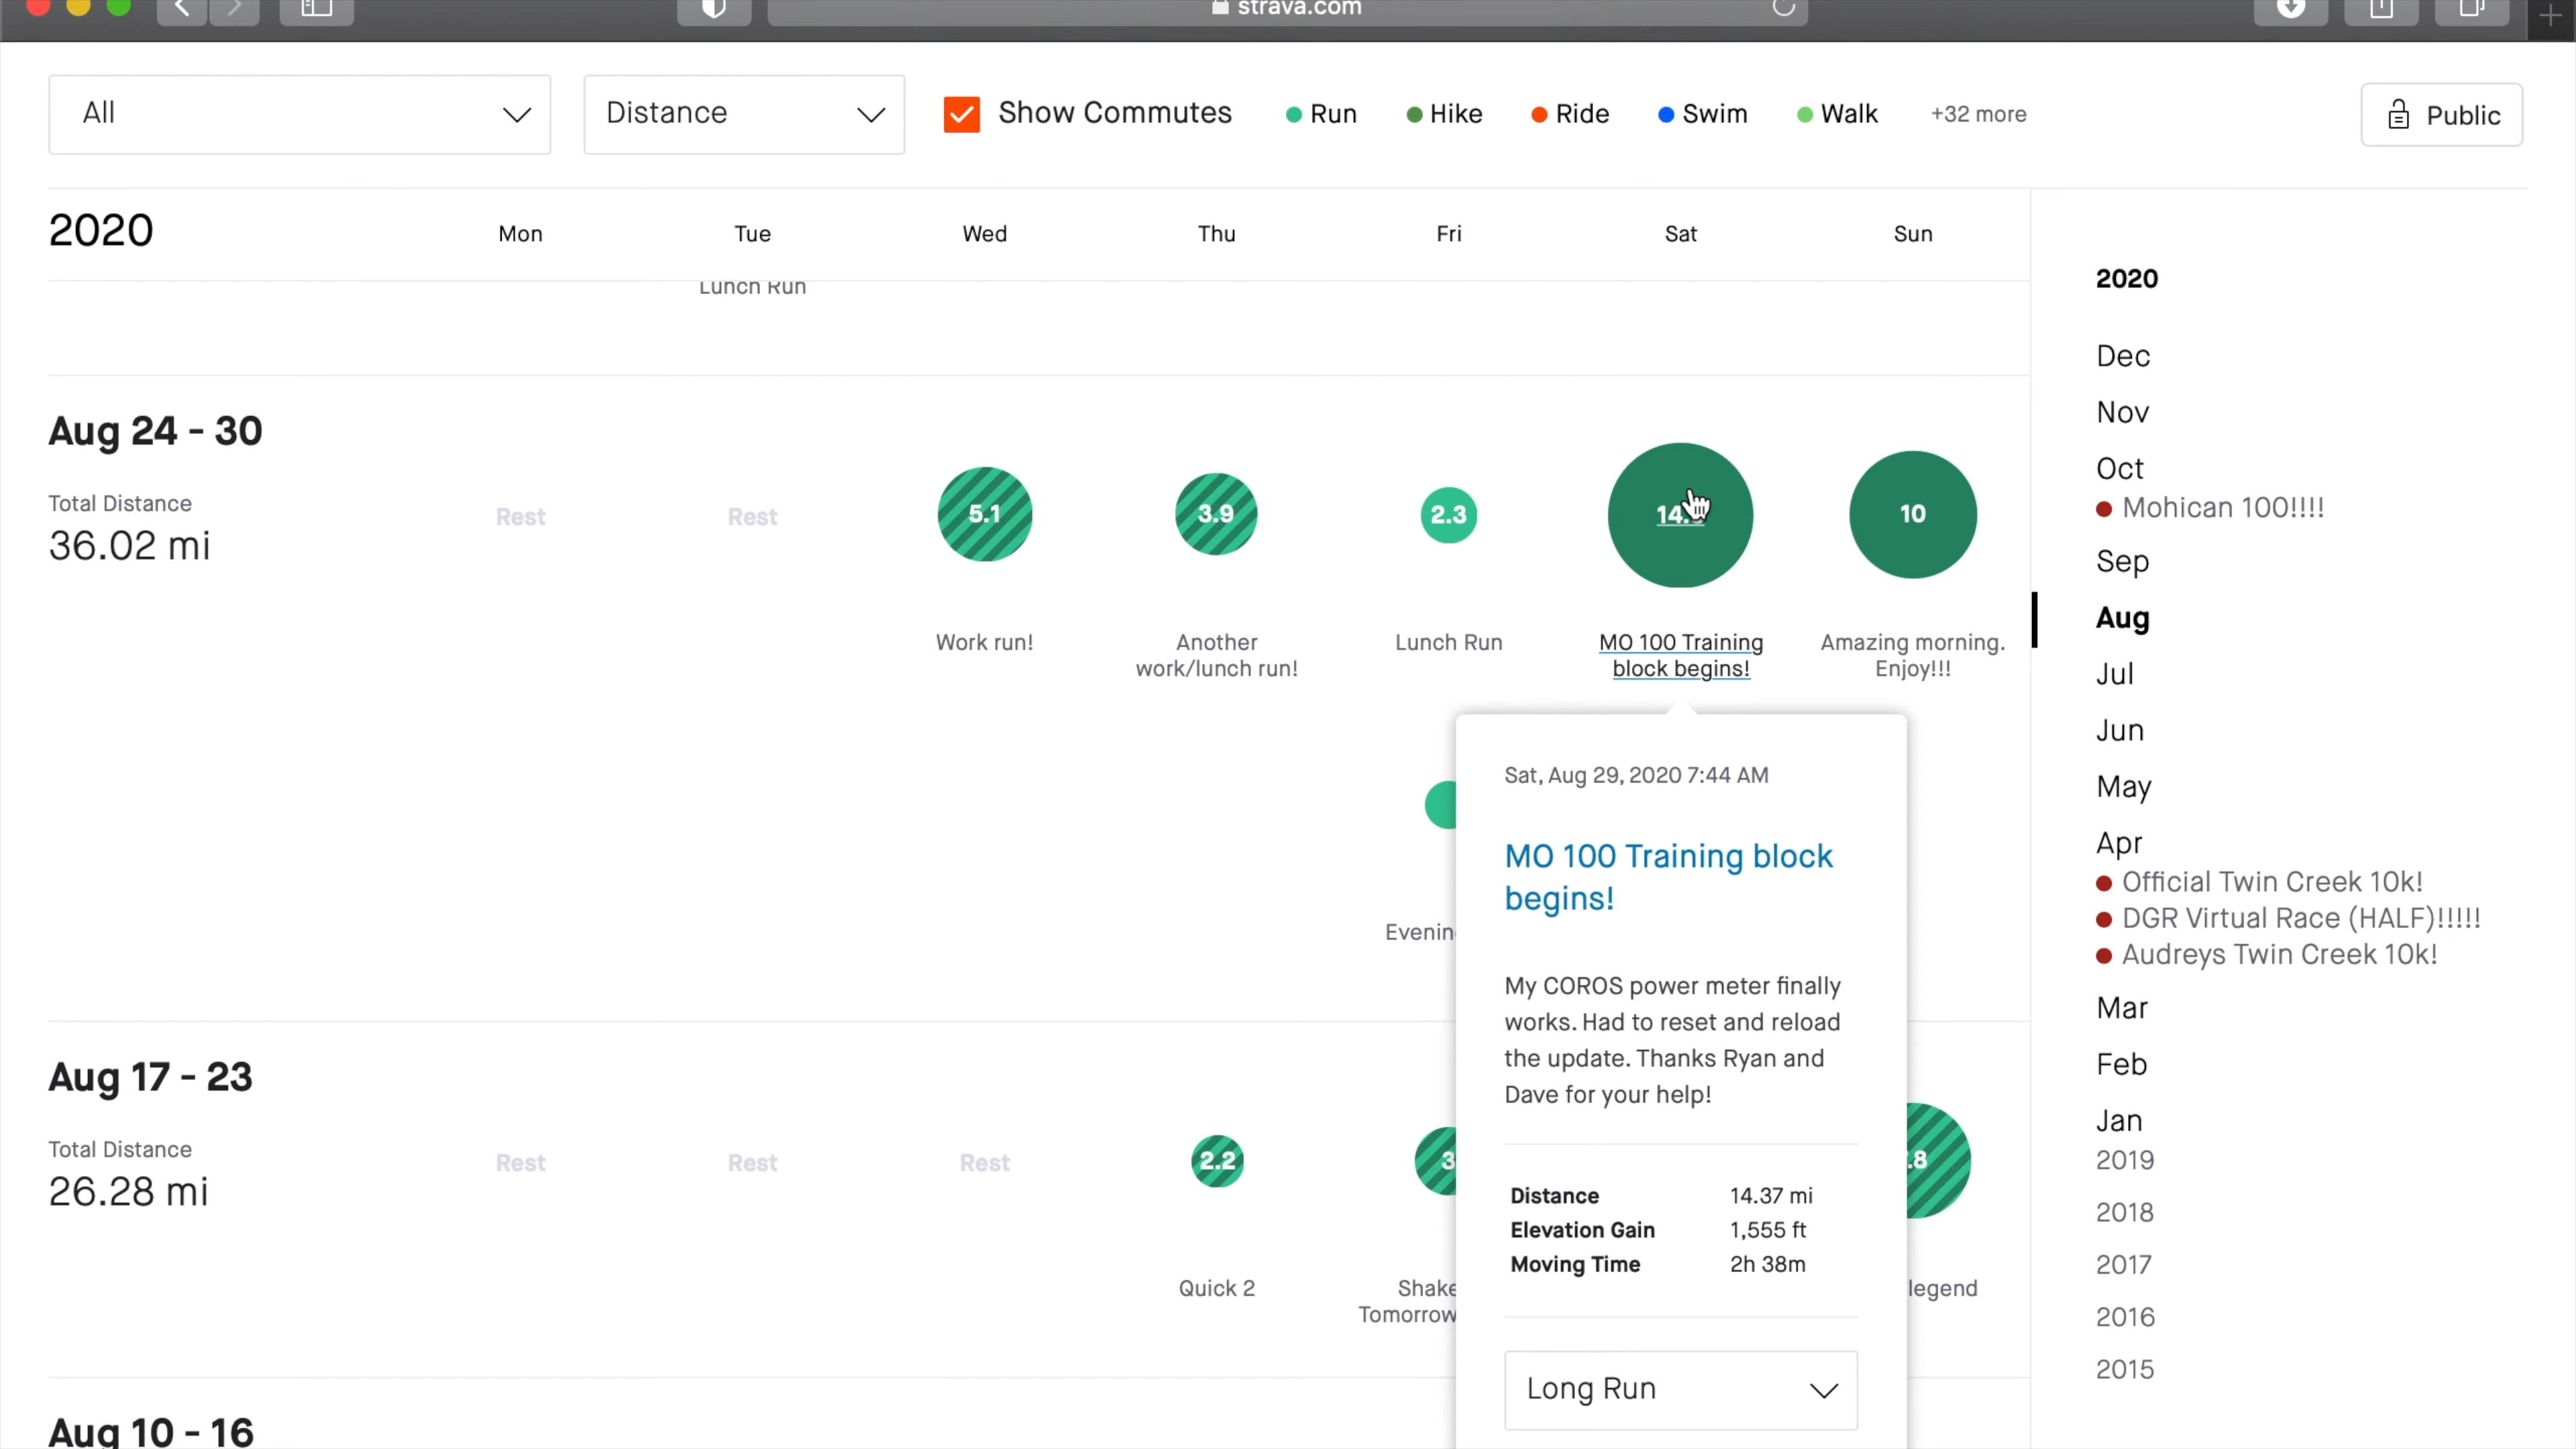 strava.com
All
Distance
Show Commutes
Run
Hike
Ride
Swim
Walk
+32 more
Public
2020
Mon
Tue
Wed
Thu
Fri
Sat
Sun
Lunch Run
Aug 24 - 30
Total Distance
36.02 mi
Rest
Rest
5.1
Work run!
3.9
Another
work/lunch run!
2.3
Lunch Run
14.
MO 100 Training
block begins!
10
Amazing morning.
Enjoy!!!
Evenin
Sat, Aug 29, 2020 7:44 AM
MO 100 Training block
begins!
My COROS power meter finally
works. Had to reset and reload
the update. Thanks Ryan and
Dave for your help!
Distance 14.37 mi
Elevation Gain 1,555 ft
Moving Time 2h 38m
Long Run
Aug 17 - 23
Total Distance
26.28 mi
Rest
Rest
Rest
2.2
Quick 2
3
Shake
Tomorrow
.8
legend
Aug 10 - 16
2020
Dec
Nov
Oct
Mohican 100!!!!
Sep
Aug
Jul
Jun
May
Apr
Official Twin Creek 10k!
DGR Virtual Race (HALF)!!!!!
Audreys Twin Creek 10k!
Mar
Feb
Jan
2019
2018
2017
2016
2015